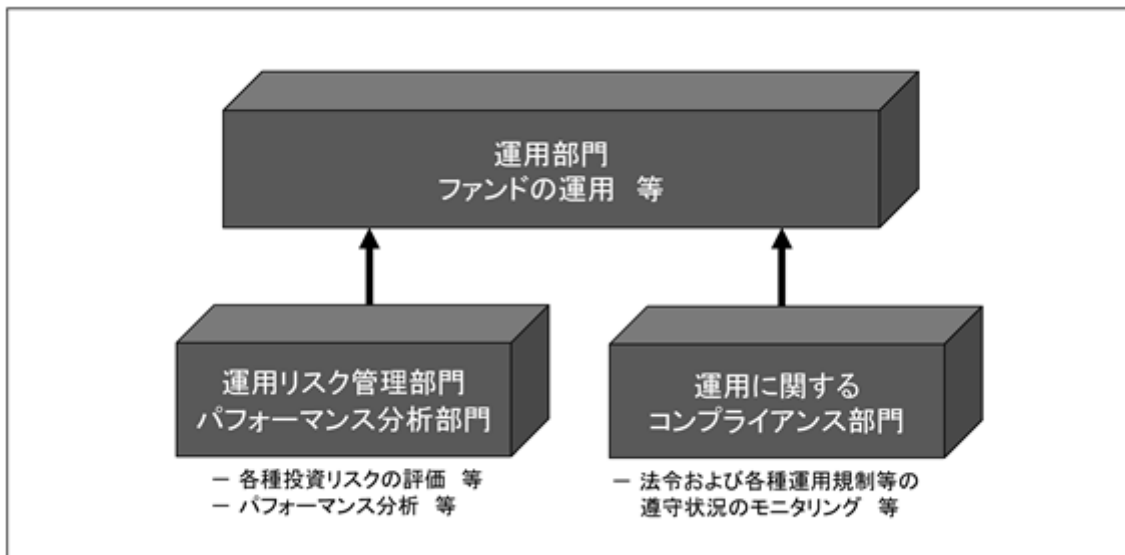 運用部門
ファンドの運用 等
運用リスク管理部門
パフォーマンス分析部門
－ 各種投資リスクの評価 等
－ パフォーマンス分析 等
運用に関する
コンプライアンス部門
－ 法令および各種運用規制等の
遵守状況のモニタリング 等